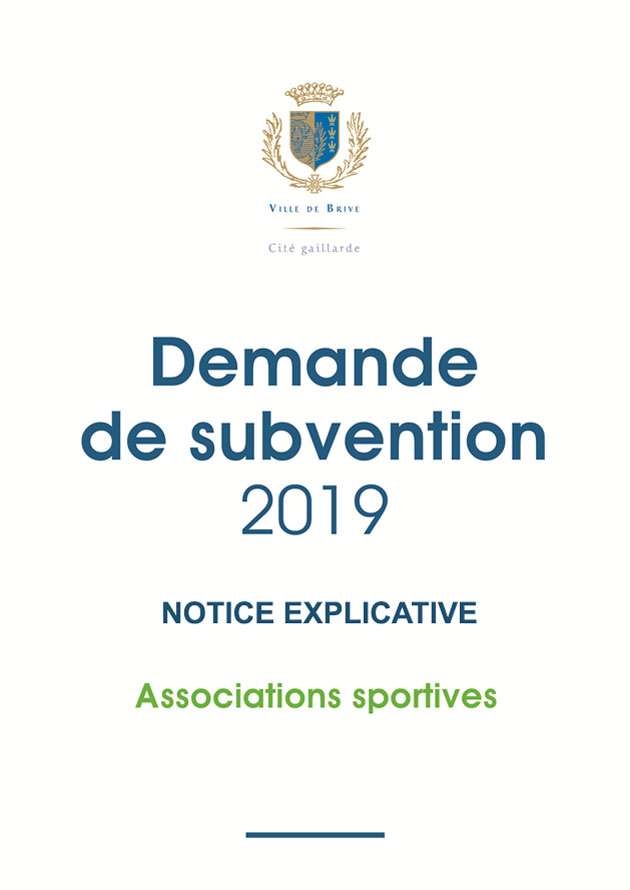 Ville de Brive
Cité gaillarde
Demande
de subvention
2019
NOTICE EXPLICATIVE
Associations sportives